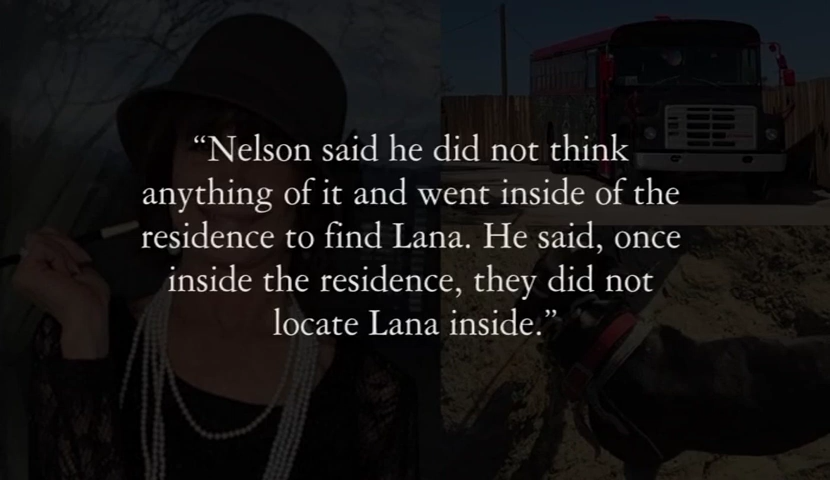 “Nelson said he did not think
anything of it and went inside of the
residence to find Lana. He said, once
inside the residence, they did not
locate Lana inside.”